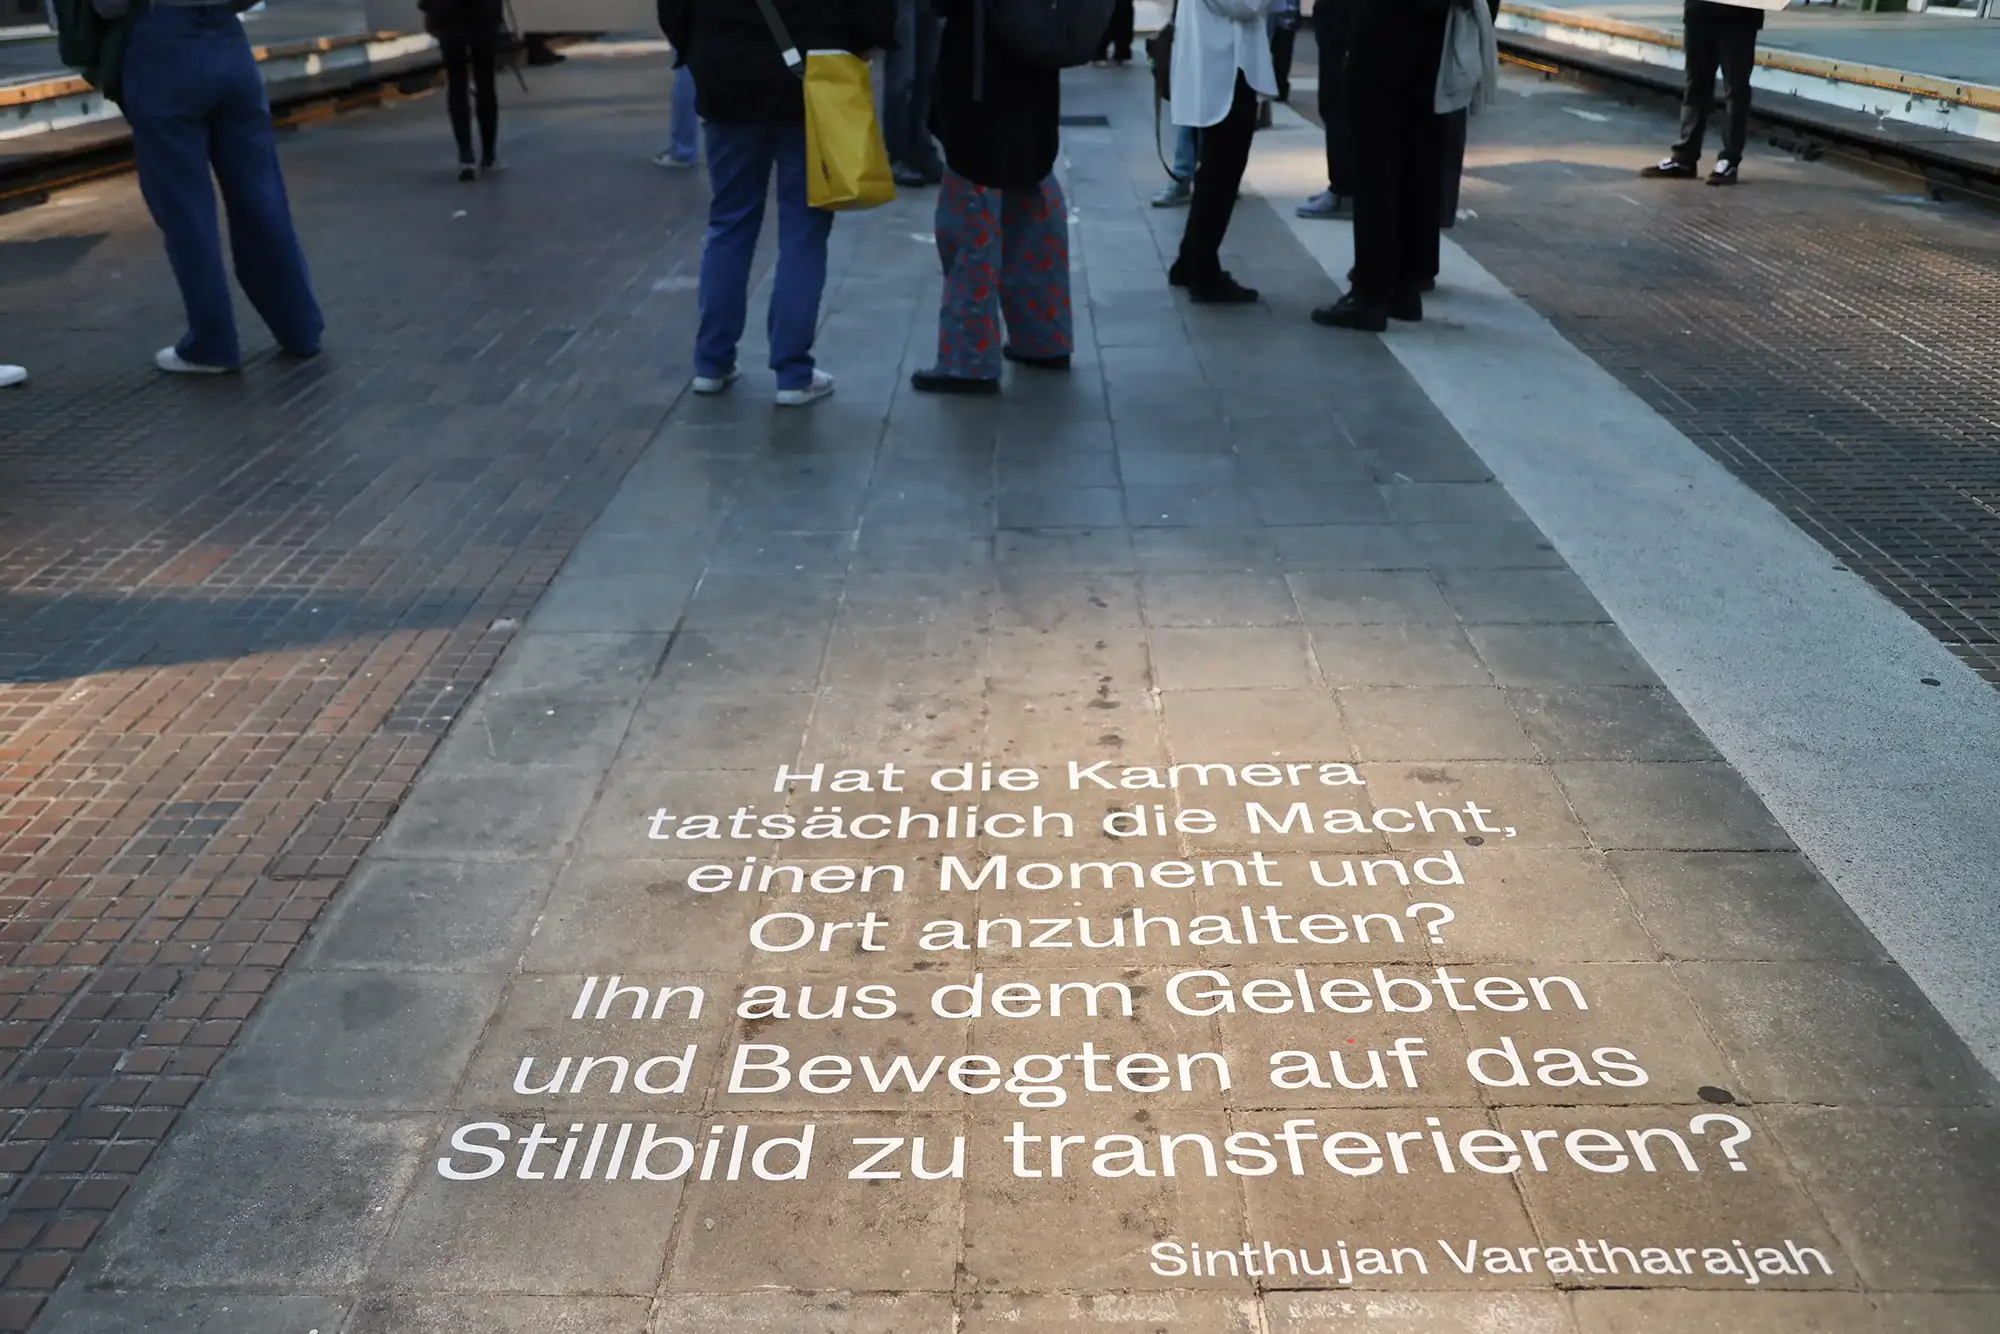 Hat die Kamera
tatsächlich die Macht,
einen Moment und
Ort anzuhalten?
Ihn aus dem Gelebten
und Bewegten auf das
Stillbild zu transferieren?
Sinthujan Varatharajah